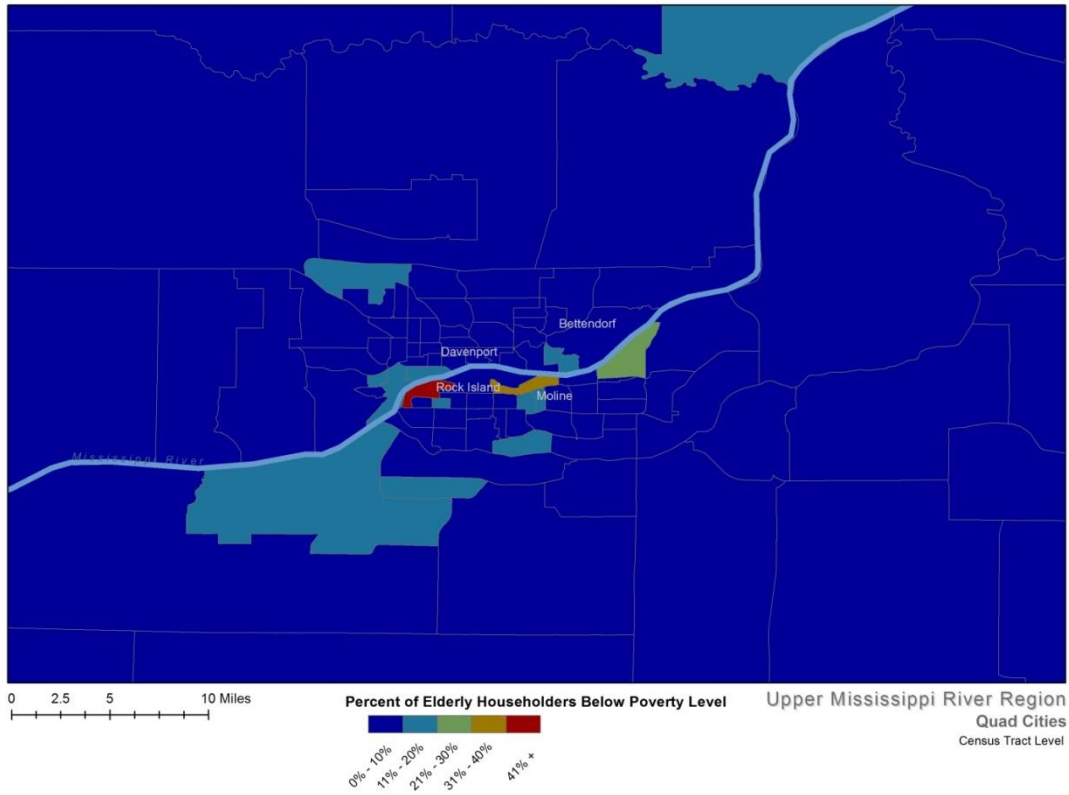 Bettendorf
Davenport
Rock Island
Moline
Mississippi River
0 2.5 5 10 Miles
Percent of Elderly Householders Below Poverty Level
0% - 10%
11% - 20%
21% - 30%
31% - 40%
41% +
Upper Mississippi River Region
Quad Cities
Census Tract Level